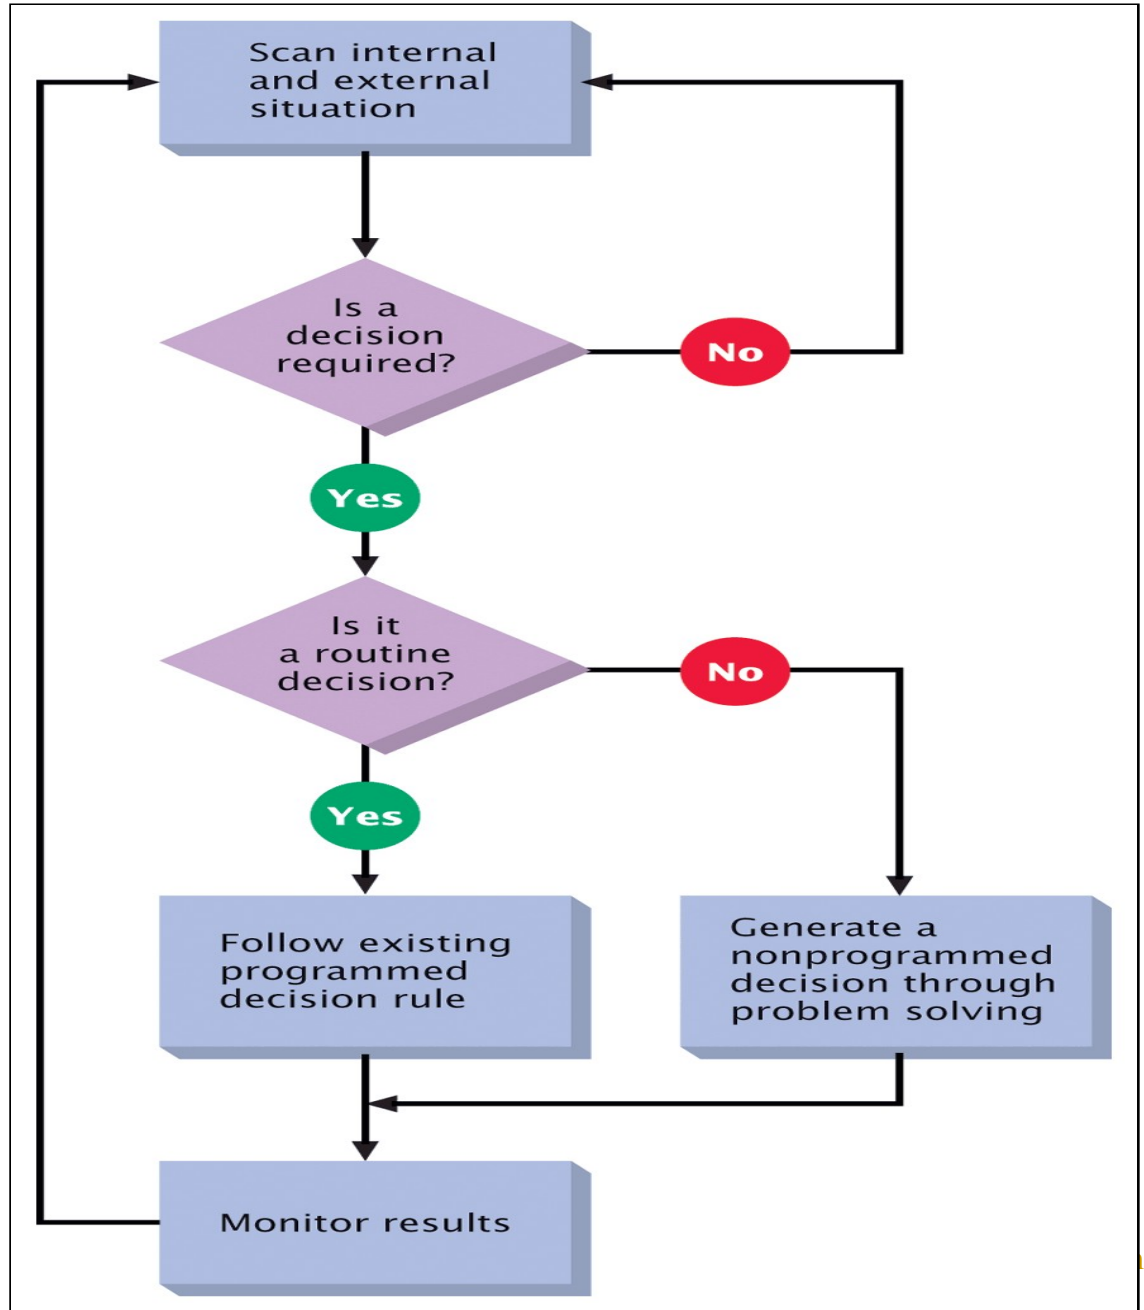 Scan internal
and external
situation
Is a
decision
required?
No
Yes
Is it
a routine
decision?
No
Yes
Follow existing
programmed
decision rule
Generate a
nonprogrammed
decision through
problem solving
Monitor results